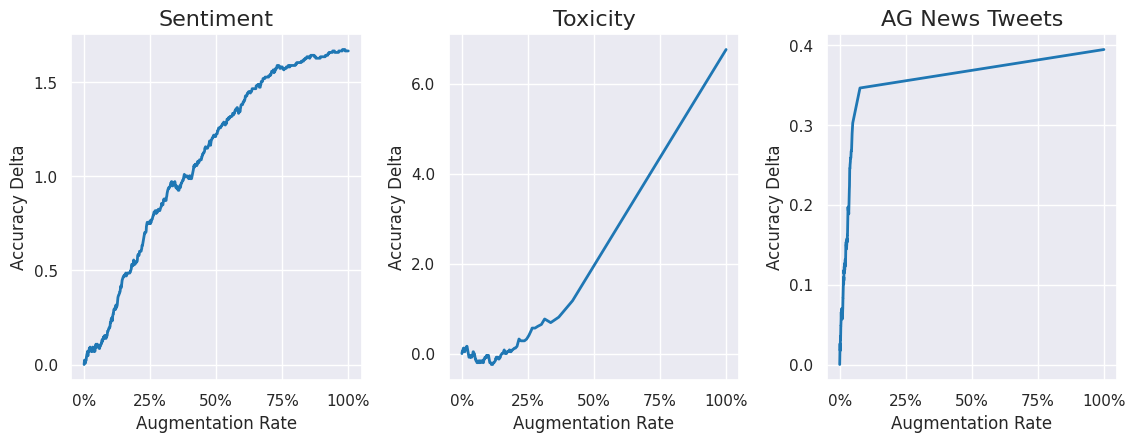 Sentiment
Accuracy Delta
1.5
1.0
0.5
0.0
0% 25% 50% 75% 100%
Augmentation Rate
Toxicity
Accuracy Delta
6.0
4.0
2.0
0.0
0% 25% 50% 75% 100%
Augmentation Rate
AG News Tweets
Accuracy Delta
0.4
0.3
0.2
0.1
0.0
0% 25% 50% 75% 100%
Augmentation Rate